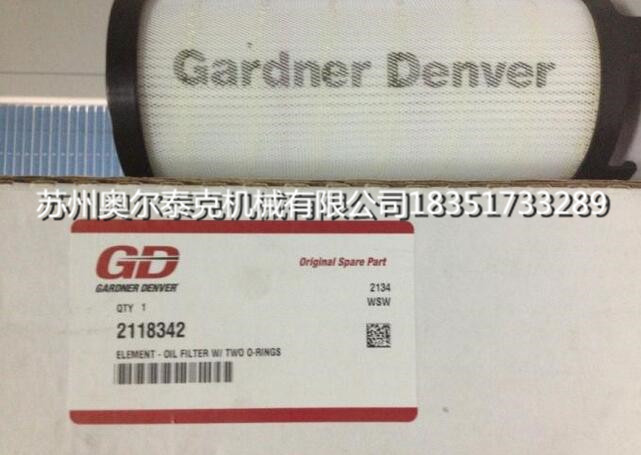 Gardner Denver
苏州奥尔泰克机械有限公司18351733289
GD
GARDNER DENVER
Original Spare Part
QTY 1
2134
WSW
2118342
ELEMENT - OIL FILTER W/ TWO O-RINGS